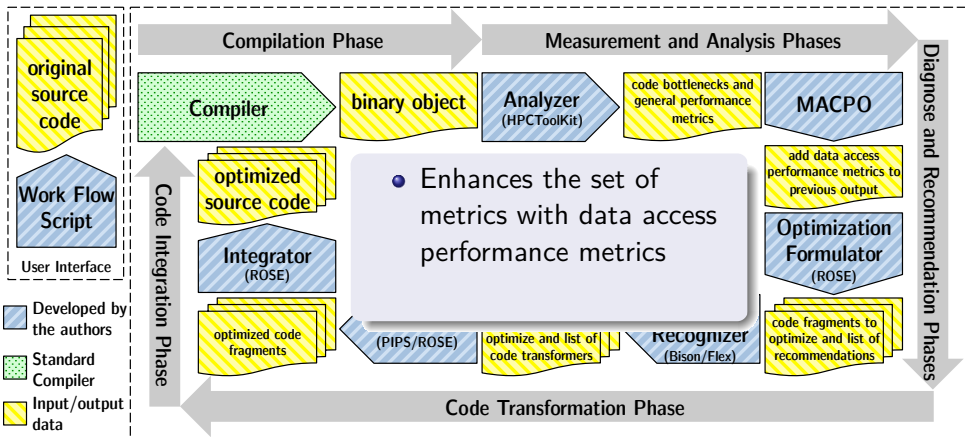 Compilation Phase
Measurement and Analysis Phases
Diagnose and Recommendation Phases
original
source
code
Work Flow
Script
User Interface
Compiler
binary object
Analyzer
(HPCToolKit)
code bottlenecks and
general performance
metrics
MACPO
add data access
performance metrics to
previous output
Optimization
Formulator
(ROSE)
code fragments to
optimize and list of
recommendations
Recognizer
(Bison/Flex)
optimize and list of
code transformers
(PIPS/ROSE)
optimized code
fragments
Integrator
(ROSE)
optimized
source code
Code Integration Phase
Code Transformation Phase
Enhances the set of
metrics with data access
performance metrics
Developed by
the authors
Standard
Compiler
Input/output
data